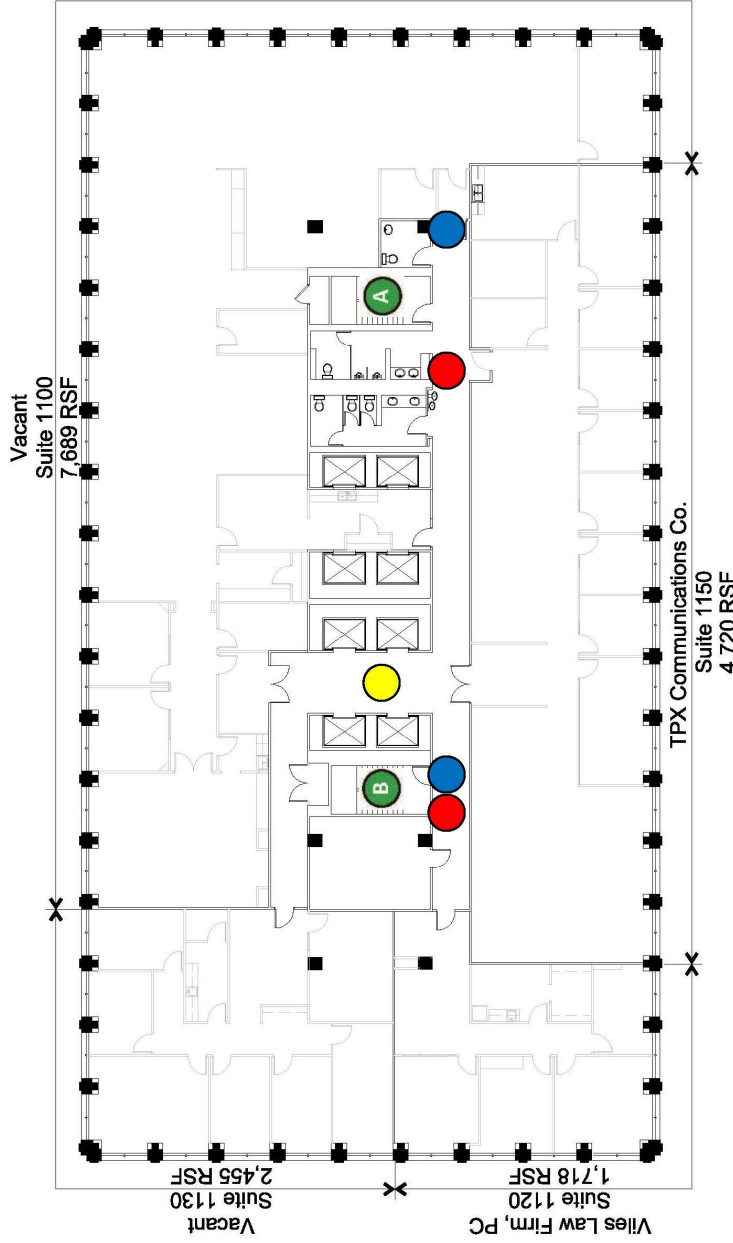 Vacant
Suite 1100
7,689 RSF
A
B
TPX Communications Co.
Suite 1150
4,720 RSF
Vacant
Suite 1130
2,455 RSF
Viles Law Firm, PC
Suite 1120
1,718 RSF